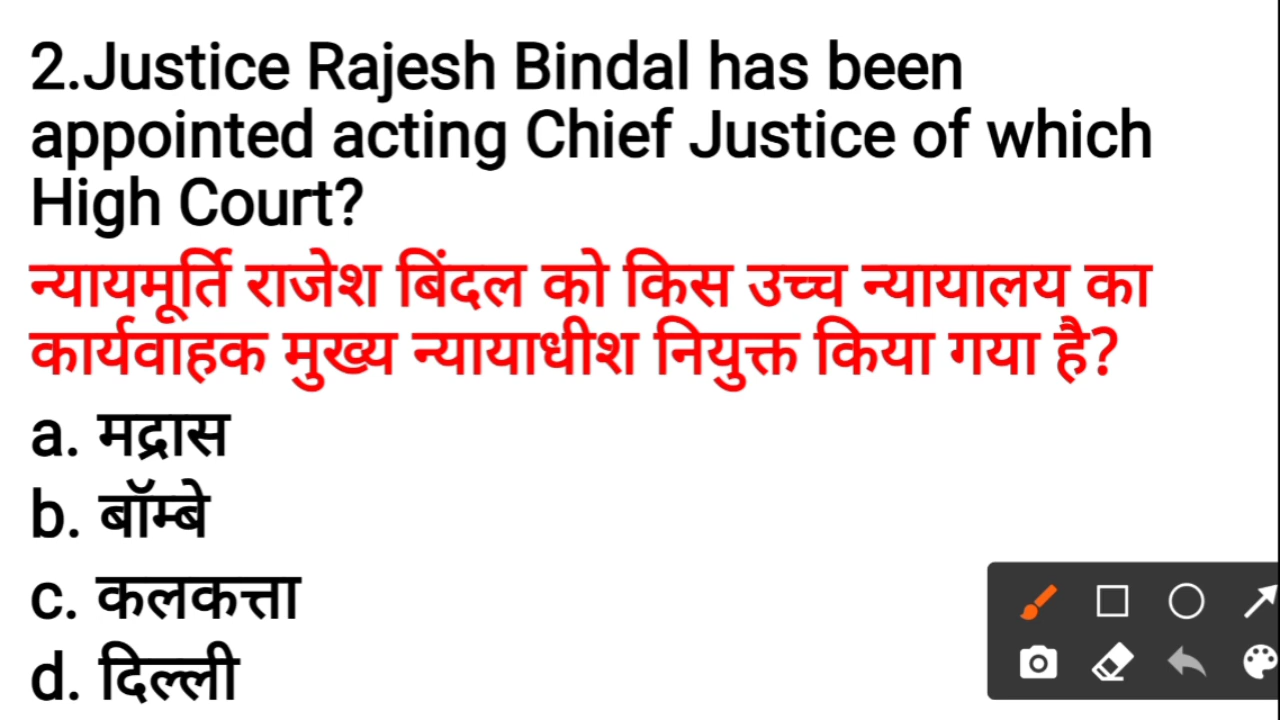 2.Justice Rajesh Bindal has been
appointed acting Chief Justice of which
High Court?
न्यायमूर्ति राजेश बिंदल को किस उच्च न्यायालय का
कार्यवाहक मुख्य न्यायाधीश नियुक्त किया गया है?
a. मद्रास
b. बॉम्बे
c. कलकत्ता
d. दिल्ली